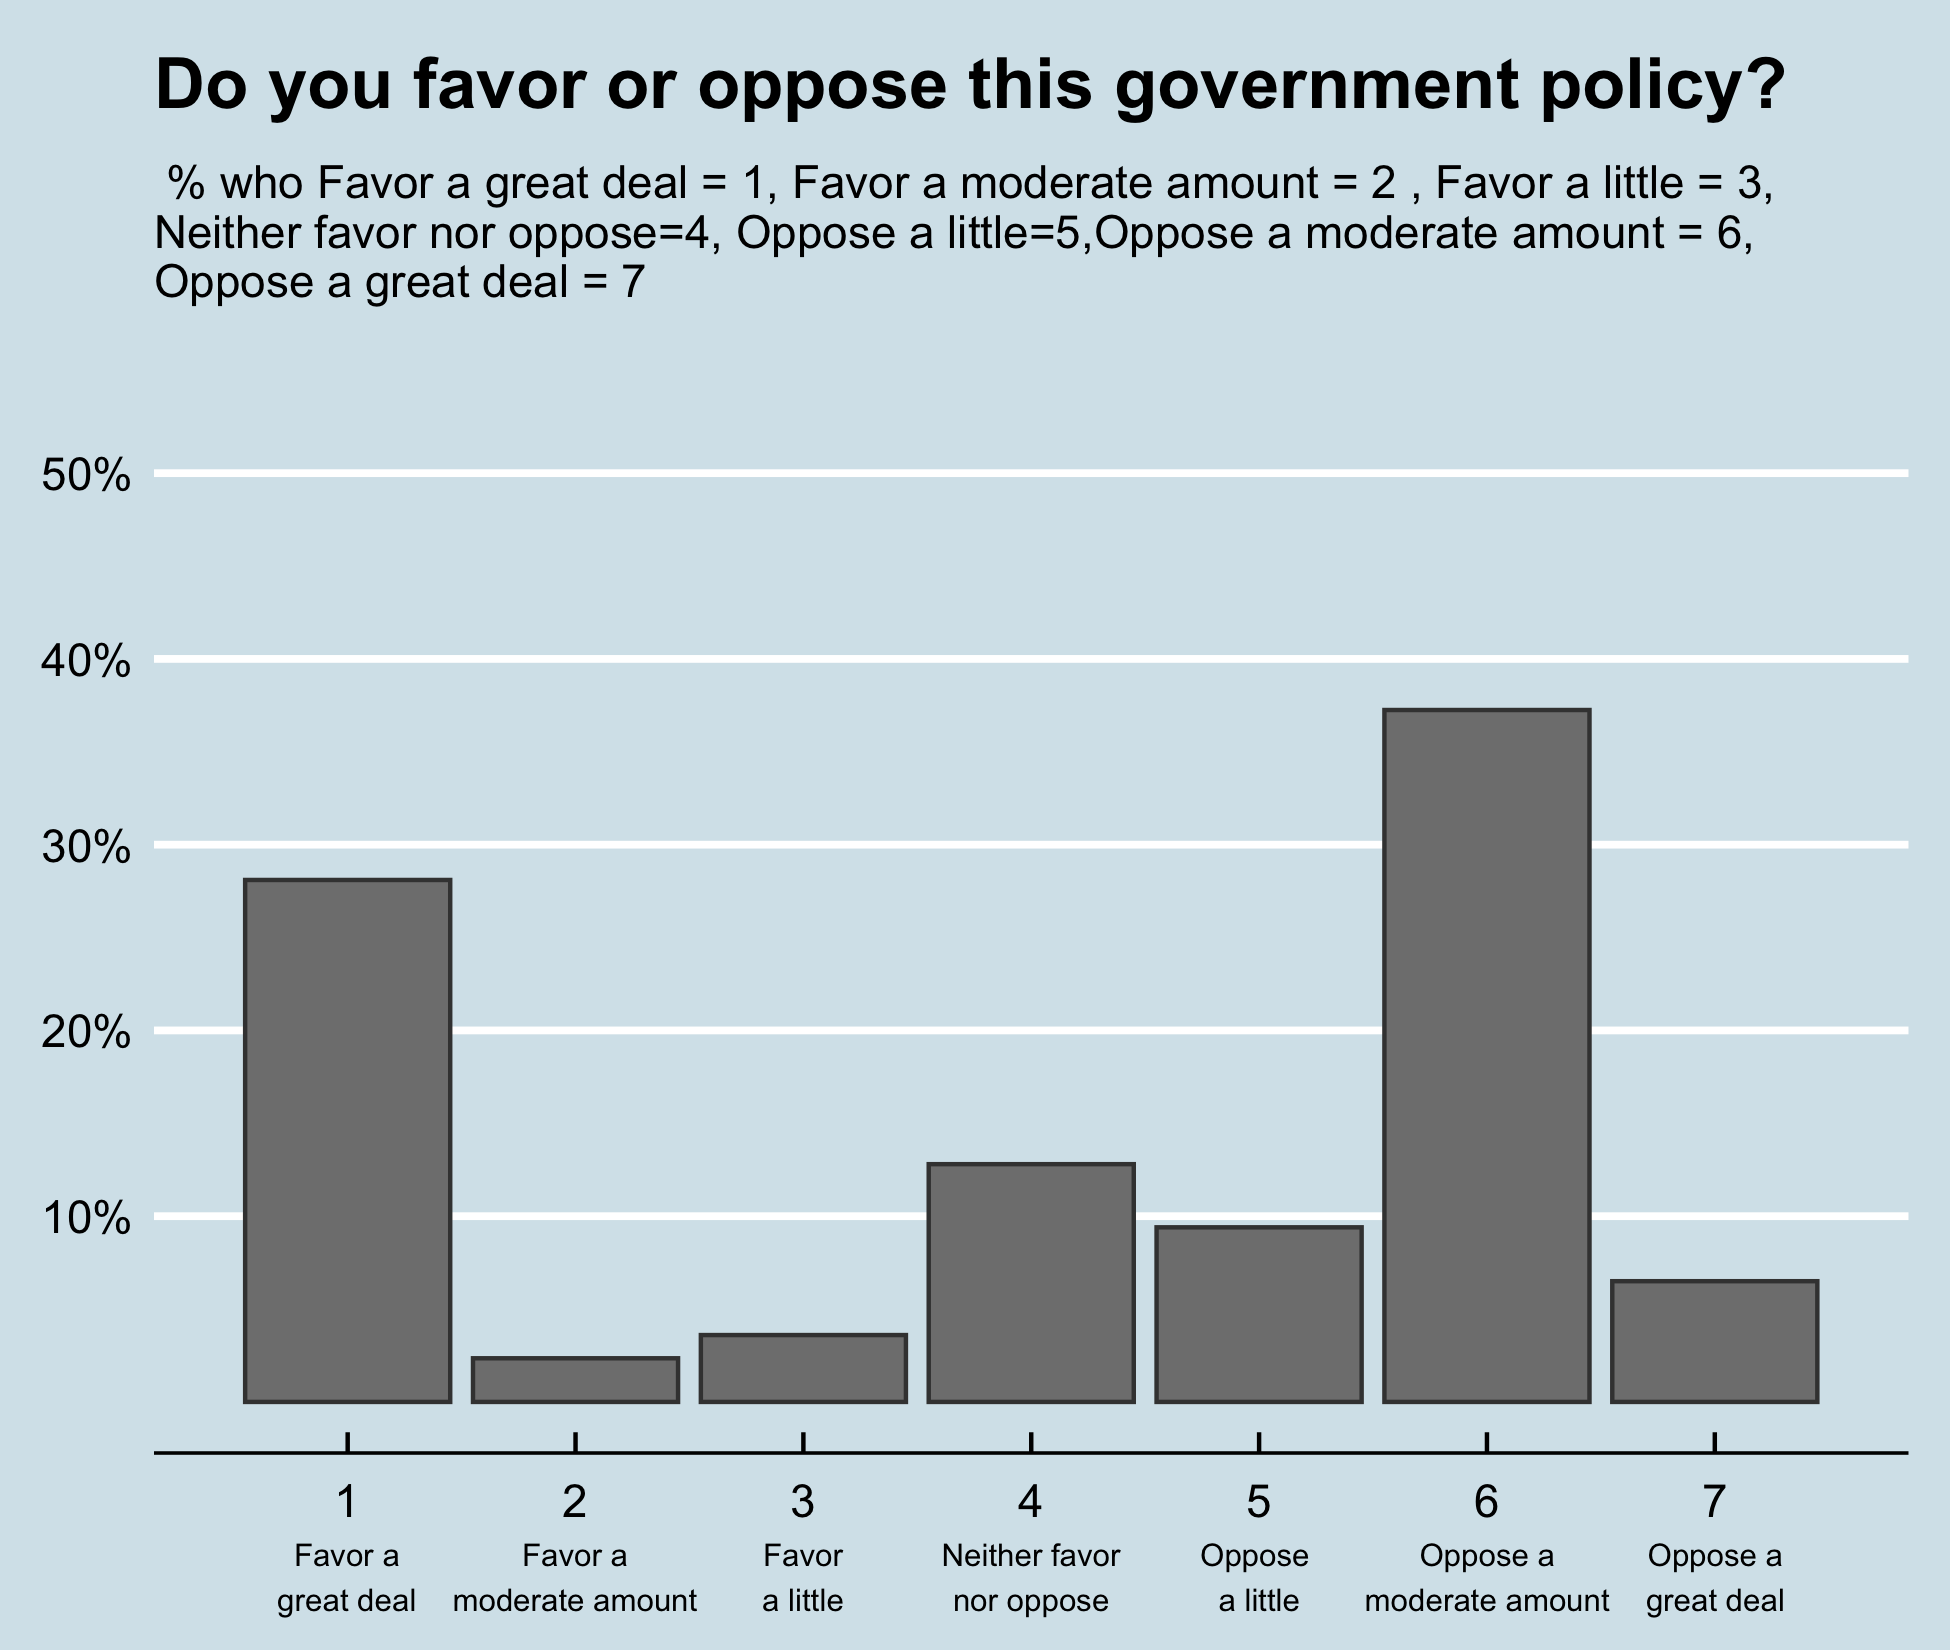 Do you favor or oppose this government policy?
% who Favor a great deal = 1, Favor a moderate amount = 2 , Favor a little = 3,
Neither favor nor oppose=4, Oppose a little=5,Oppose a moderate amount = 6,
Oppose a great deal = 7
50%
40%
30%
20%
10%
1 2 3 4 5 6 7
Favor a Favor a Favor Neither favor Oppose Oppose a Oppose a
great deal moderate amount a little nor oppose a little moderate amount great deal